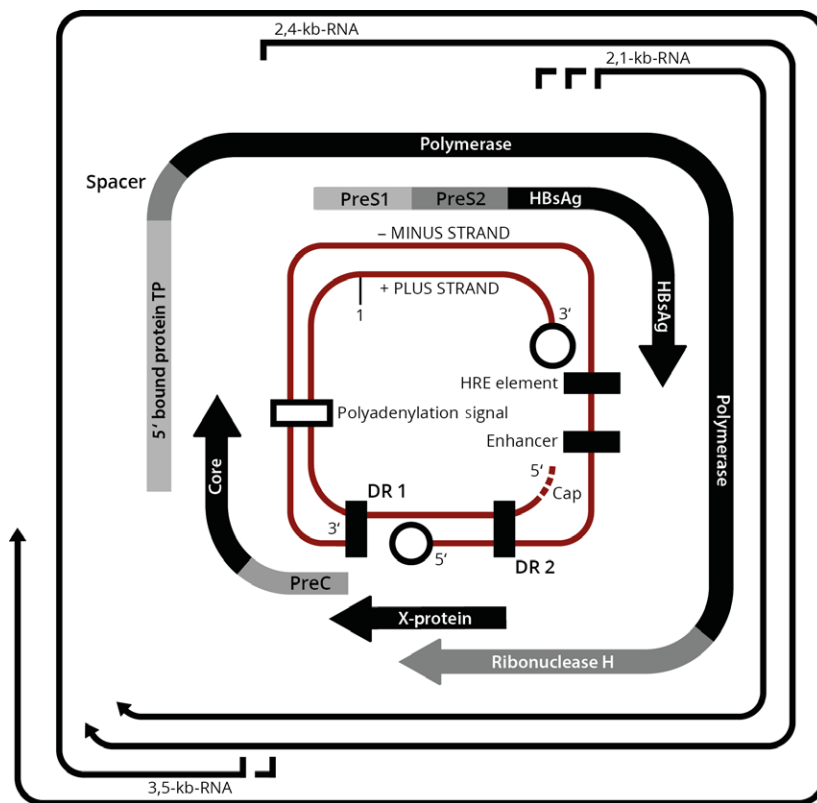 2,4-kb-RNA
2,1-kb-RNA
Polymerase
Spacer
PreS1 PreS2 HBsAg
– MINUS STRAND
+ PLUS STRAND
1
3‘
HBsAg
5‘ bound protein TP
HRE element
Polyadenylation signal
Polymerase
Enhancer
Core
5‘
DR 1
Cap
3‘
5‘
DR 2
PreC
X-protein
Ribonuclease H
3,5-kb-RNA